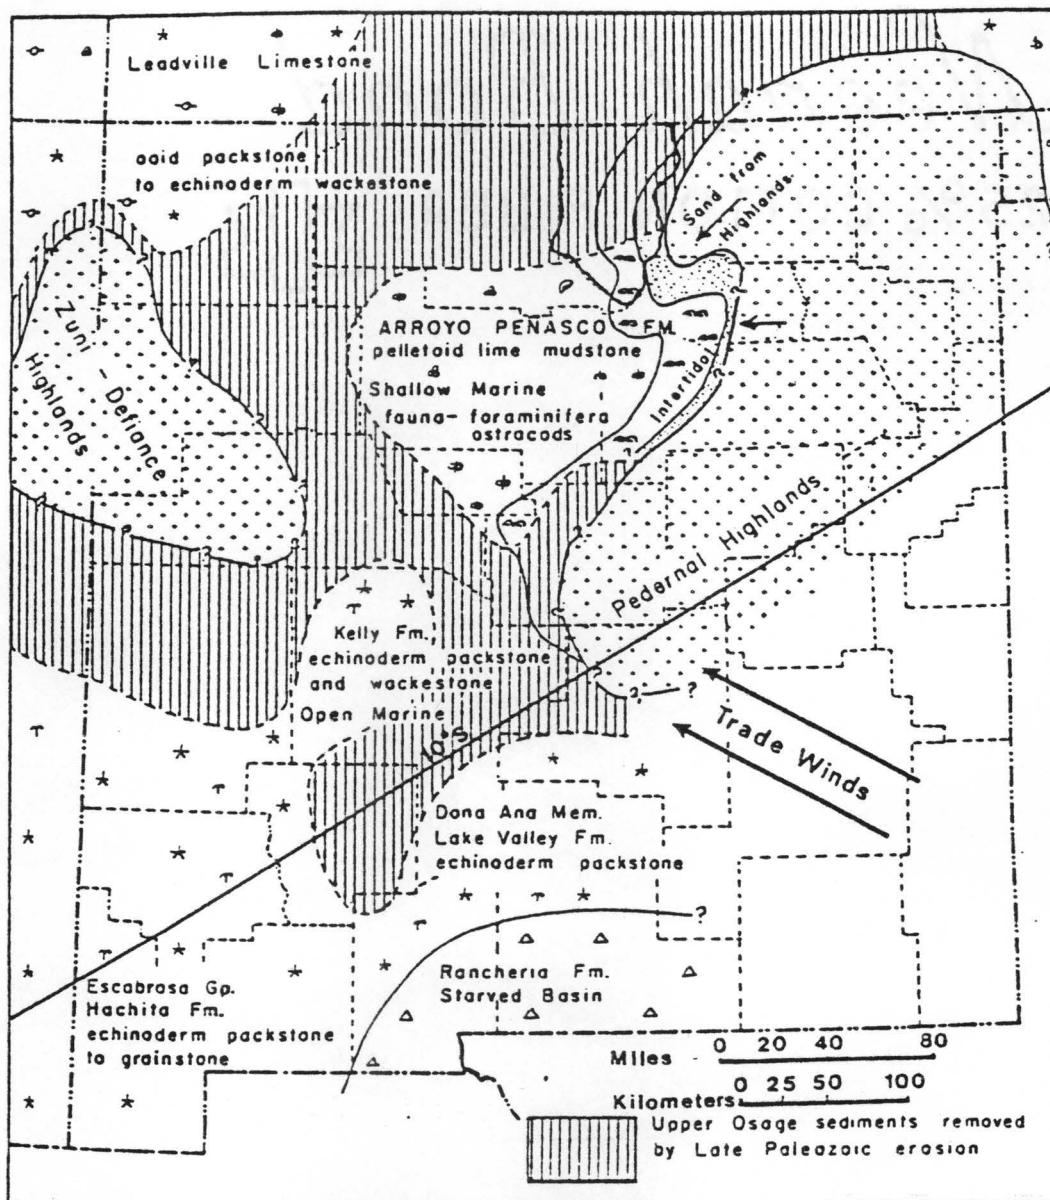 Leadville Limestone
ooid packstone
to echinoderm wackestone
Sand from
Highlands
Zuni - Defiance
Highlands
ARROYO PENASCO FM.
pelletoid lime mudstone
Shallow Marine
fauna-foraminifera
ostracods
Intertidal
?
?
?
?
?
Pedernal Highlands
Kelly Fm.
echinoderm packstone
and wackestone
Open Marine
10°S
?
?
Trade Winds
Dona Ana Mem.
Lake Valley Fm.
echinoderm packstone
?
Rancheria Fm.
Starved Basin
Escabrosa Gp.
Hachita Fm.
echinoderm packstone
to grainstone
0 20 40 80
Miles
0 25 50 100
Kilometers
Upper Osage sediments removed
by Late Paleazoic erosion